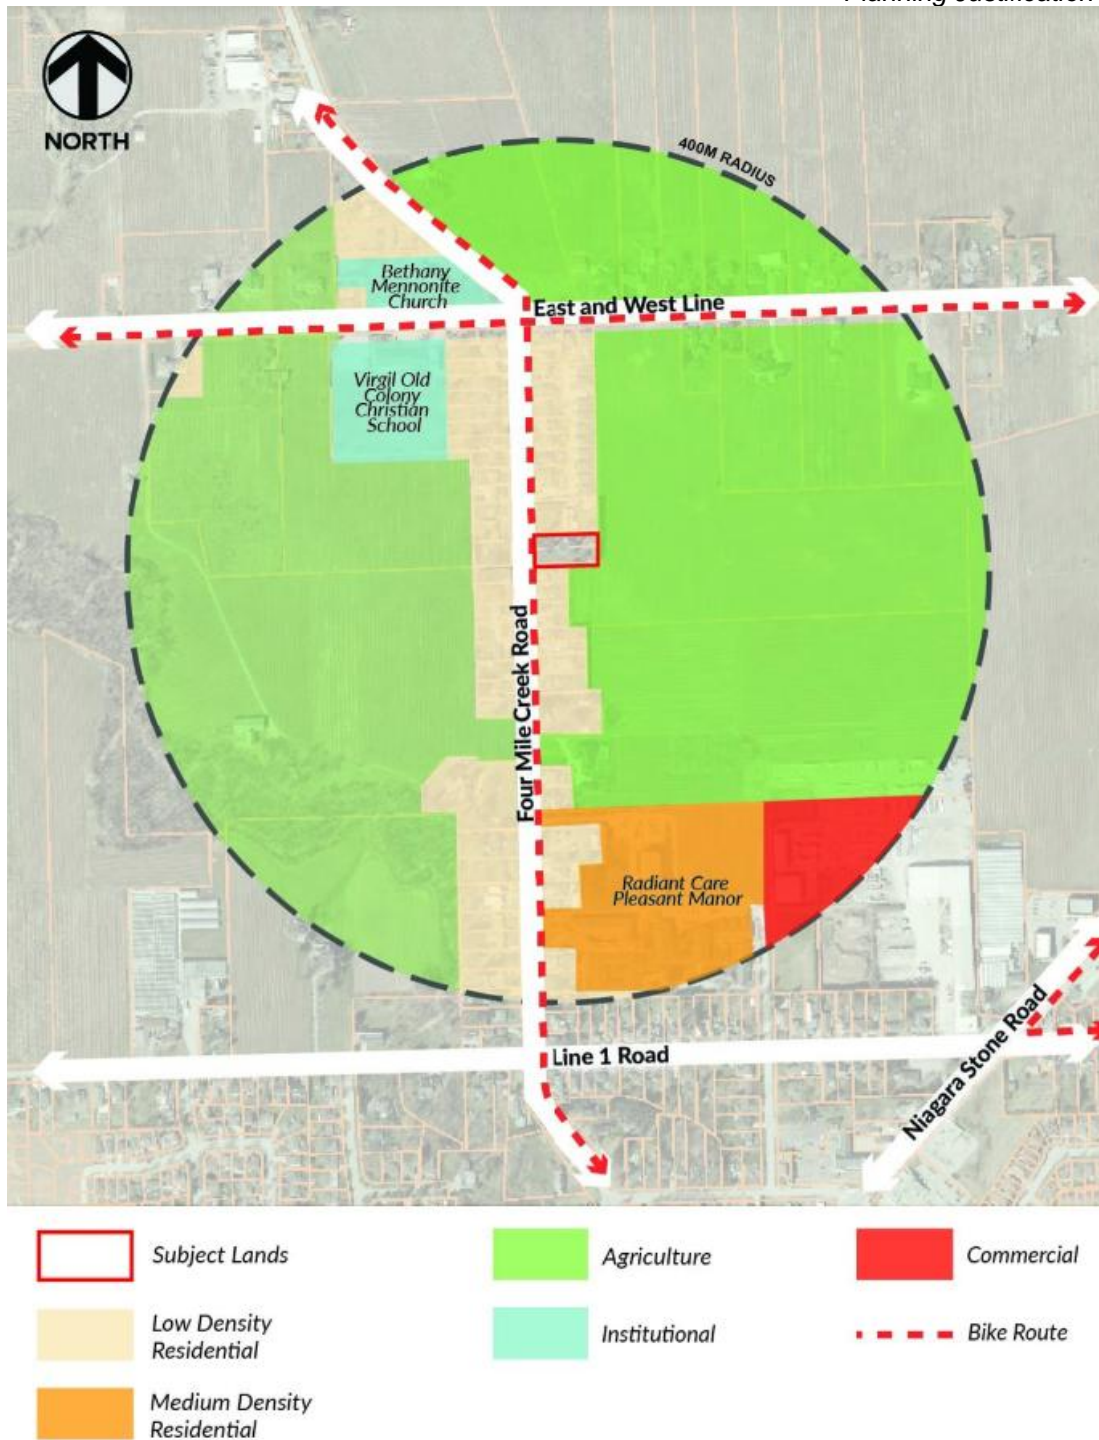 Planning Justification
NORTH
400M RADIUS
Bethany
Mennonite
Church
East and West Line
Virgil Old
Colony
Christian
School
Four Mile Creek Road
Radiant Care
Pleasant Manor
Line 1 Road
Niagara Stone Road
Subject Lands
Agriculture
Commercial
Low Density
Residential
Institutional
Bike Route
Medium Density
Residential